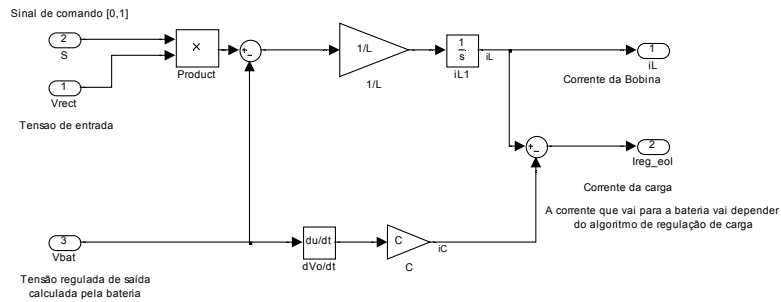 Sinal de comando [0,1]
2
S
×
Product
1
Vrect
Tensao de entrada
+
-
1/L
1/L
1
s
iL1
iL
1
iL
Corrente da Bobina
+
-
2
Ireg_eol
Corrente da carga
A corrente que vai para a bateria vai depender
do algoritmo de regulação de carga
3
Vbat
Tensão regulada de saída
calculada pela bateria
du/dt
dVo/dt
C
C
iC